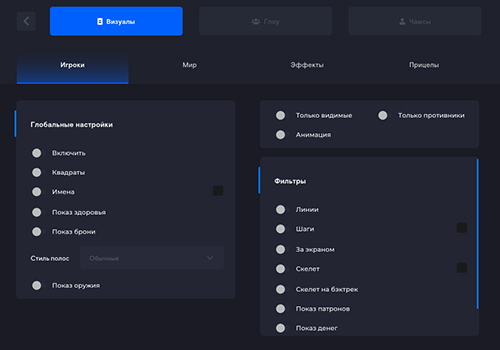 Визуалы
Глоу
Чамсы
Игроки
Мир
Эффекты
Прицелы
Глобальные настройки
Включить
Квадраты
Имена
Показ здоровья
Показ брони
Стиль полос
Обычные
Показ оружия
Только видимые
Только противники
Анимация
Фильтры
Линии
Шаги
За экраном
Скелет
Скелет на бэктрек
Показ патронов
Показ денег